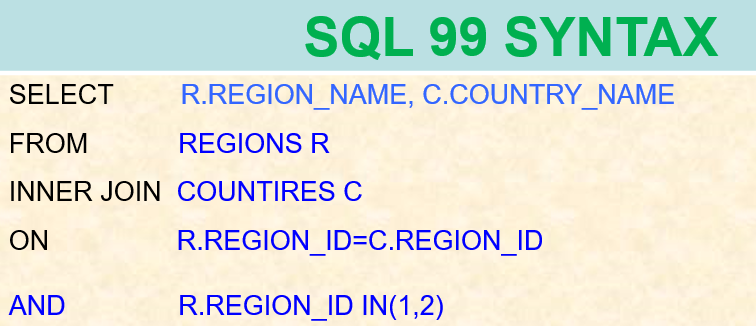 SQL 99 SYNTAX
SELECT R.REGION_NAME, C.COUNTRY_NAME
FROM REGIONS R
INNER JOIN COUNTIRES C
ON R.REGION_ID=C.REGION_ID
AND R.REGION_ID IN(1,2)